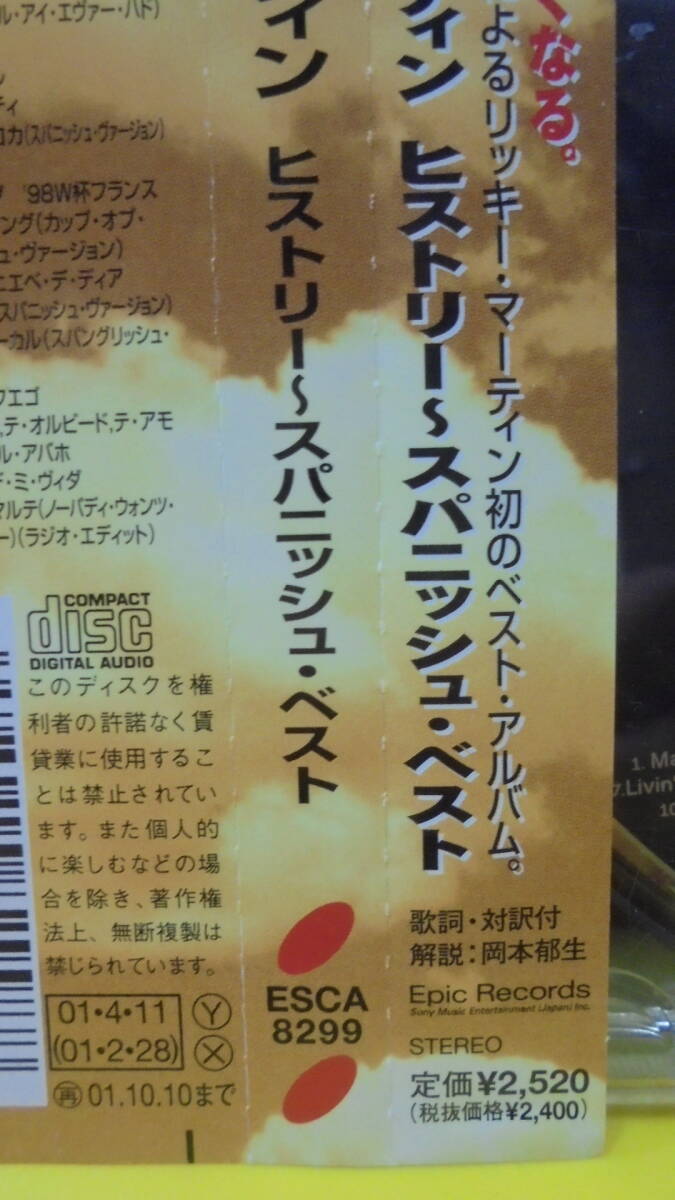 くなる。
よるリッキー・マーティン初のベスト・アルバム。
ィン ヒストリー~スパニッシュ・ベスト
歌詞・対訳付
解説：岡本郁生
Epic Records
Sony Music Entertainment (Japan) Inc.
STEREO
定価¥2,520
(税抜価格¥2,400)
ィン ヒストリー~スパニッシュ・ベスト
ESCA
8299
ル・アイ・エヴァー・ハド)
ティ
ロカ(スパニッシュ・ヴァージョン)
'98W杯フランス
ング(カップ・オブ・
ュ・ヴァージョン)
ニエベ・デ・ディア
スパニッシュ・ヴァージョン)
ーカル(スパングリッシュ・
フエゴ
,テ・オルビード,テ・アモ
ル・アバホ
デ・ミ・ヴィダ
マルテ(ノーバディ・ウォンツ・
ー)(ラジオ・エディット)
COMPACT
disc
DIGITAL AUDIO
このディスクを権
利者の許諾なく賃
貸業に使用するこ
とは禁止されてい
ます。また個人的
に楽しむなどの場
合を除き、著作権
法上、無断複製は
禁じられています。
01・4・11 Ⓨ
(01・2・28) Ⓧ
再 01.10.10まで
1. Ma
7.Livin'
10